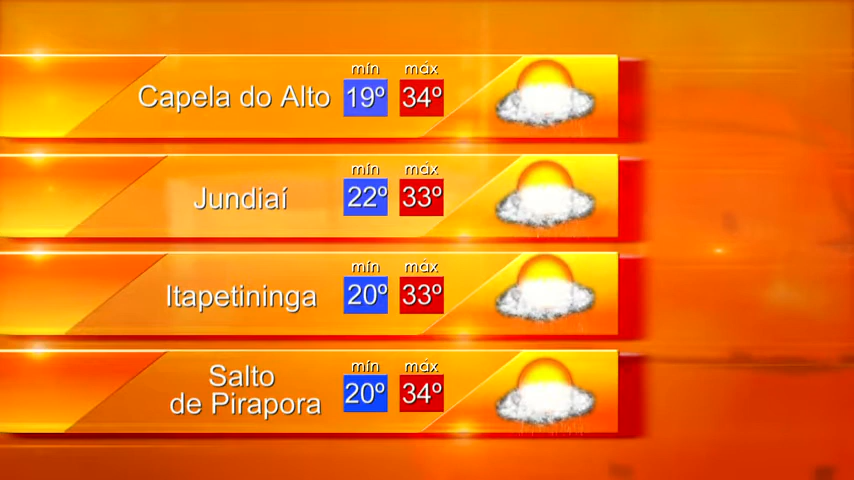 mín máx
Capela do Alto 19º 34º
mín máx
Jundiaí 22º 33º
mín máx
Itapetininga 20º 33º
mín máx
Salto
de Pirapora 20º 34º